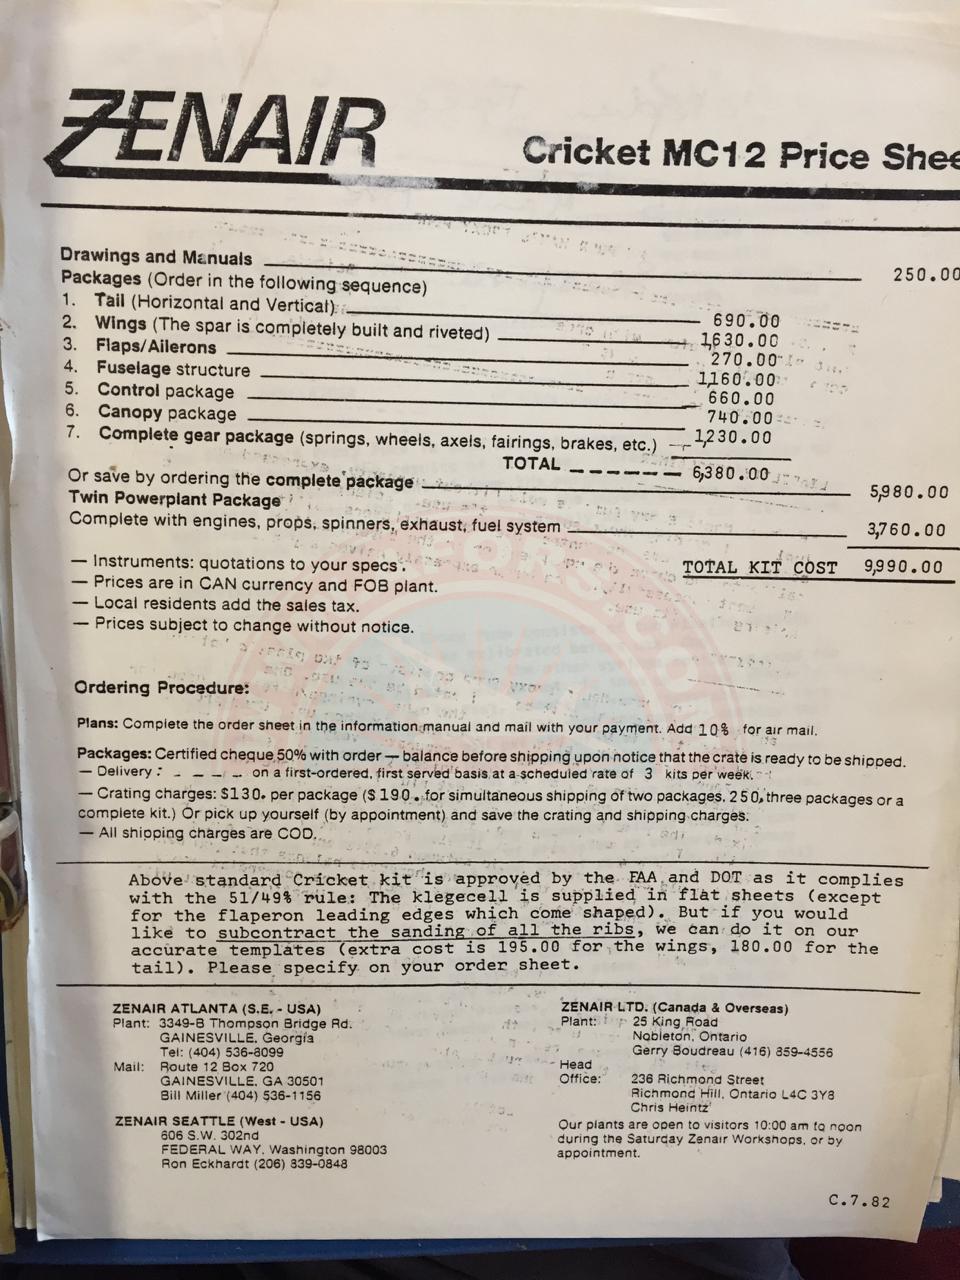 ZENAIR
Cricket MC12 Price Shee
Drawings and Manuals 250.00
Packages (Order in the following sequence)
1. Tail (Horizontal and Vertical) 690.00
2. Wings (The spar is completely built and riveted) 1,630.00
3. Flaps/Ailerons 270.00
4. Fuselage structure 1,160.00
5. Control package 660.00
6. Canopy package 740.00
7. Complete gear package (springs, wheels, axels, fairings, brakes, etc.) 1,230.00
TOTAL ------ 6,380.00
Or save by ordering the complete package 5,980.00
Twin Powerplant Package
Complete with engines, props, spinners, exhaust, fuel system 3,760.00
— Instruments: quotations to your specs. TOTAL KIT COST 9,990.00
— Prices are in CAN currency and FOB plant.
— Local residents add the sales tax.
— Prices subject to change without notice.
Ordering Procedure:
Plans: Complete the order sheet in the information manual and mail with your payment. Add 10% for air mail.
Packages: Certified cheque 50% with order — balance before shipping upon notice that the crate is ready to be shipped.
— Delivery: - - - - on a first-ordered, first served basis at a scheduled rate of 3 kits per week.
— Crating charges: $130. per package ($190. for simultaneous shipping of two packages, 250, three packages or a
complete kit.) Or pick up yourself (by appointment) and save the crating and shipping charges.
— All shipping charges are COD.
Above standard Cricket kit is approved by the FAA and DOT as it complies
with the 51/49% rule: The klegecell is supplied in flat sheets (except
for the flaperon leading edges which come shaped). But if you would
like to subcontract the sanding of all the ribs, we can do it on our
accurate templates (extra cost is 195.00 for the wings, 180.00 for the
tail). Please specify on your order sheet.
ZENAIR ATLANTA (S.E. - USA)
Plant: 3349-B Thompson Bridge Rd.
GAINESVILLE, Georgia
Tel: (404) 536-8099
Mail: Route 12 Box 720
GAINESVILLE, GA 30501
Bill Miller (404) 536-1156
ZENAIR SEATTLE (West - USA)
606 S.W. 302nd
FEDERAL WAY, Washington 98003
Ron Eckhardt (206) 839-0848
ZENAIR LTD. (Canada & Overseas)
Plant: 25 King Road
Nobleton, Ontario
Gerry Boudreau (416) 859-4556
Head
Office: 236 Richmond Street
Richmond Hill, Ontario L4C 3Y8
Chris Heintz
Our plants are open to visitors 10:00 am to noon
during the Saturday Zenair Workshops, or by
appointment.
C.7.82